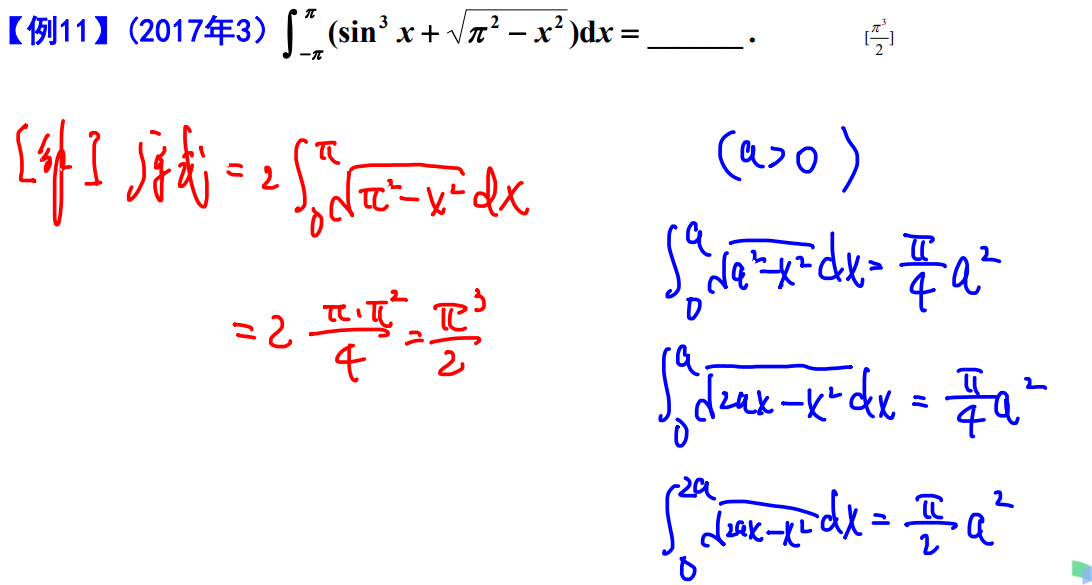 【例11】(2017年3) ∫_{-π}^{π} (sin³ x + √(π² − x²))dx = ______ . [π³/2]
[解] 原式 = 2 ∫_0^π √(π² − x²) dx
= 2 π·π²/4 = π³/2
(a>0)
∫_0^a √(a² − x²) dx = π/4 a²
∫_0^a √(2ax − x²) dx = π/4 a²
∫_0^{2a} √(2ax − x²) dx = π/2 a²